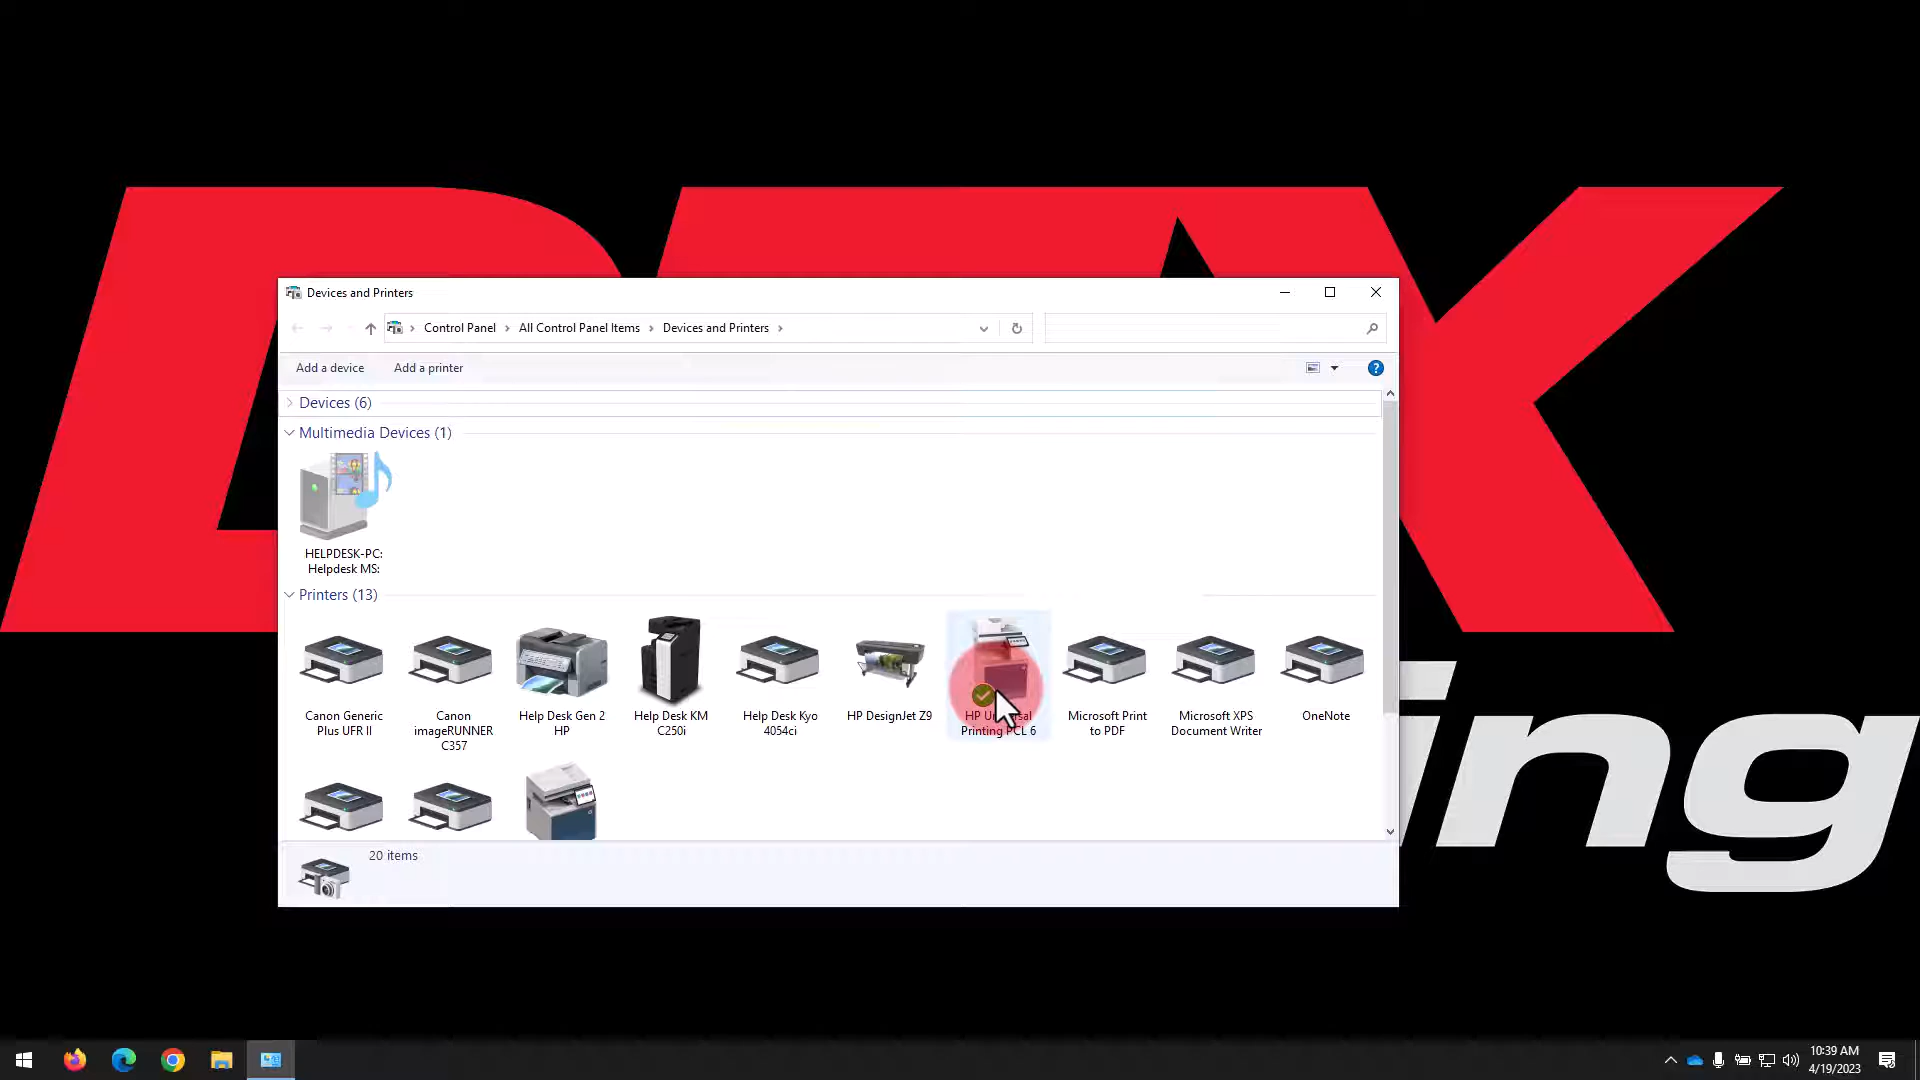 Devices and Printers
Control Panel
All Control Panel Items
Devices and Printers
Add a device
Add a printer
Devices (6)
Multimedia Devices (1)
HELPDESK-PC:
Helpdesk MS:
Printers (13)
Canon Generic
Plus UFR II
Canon
imageRUNNER
C357
Help Desk Gen 2
HP
Help Desk KM
C250i
Help Desk Kyo
4054ci
HP DesignJet Z9
HP Universal
Printing PCL 6
Microsoft Print
to PDF
Microsoft XPS
Document Writer
OneNote
20 items
ing
10:39 AM
4/19/2023